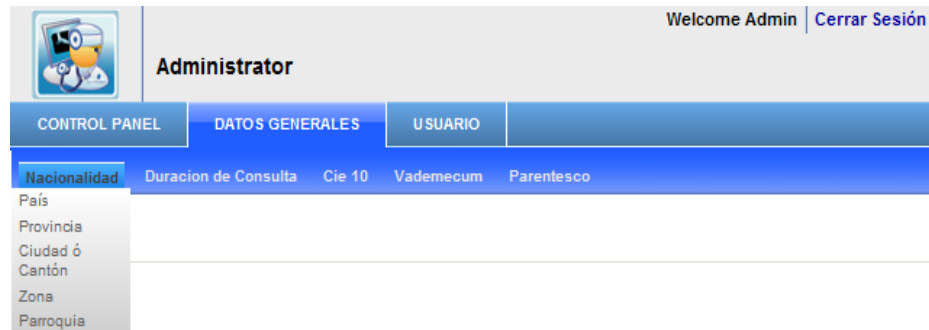 Welcome Admin Cerrar Sesión
Administrator
CONTROL PANEL DATOS GENERALES USUARIO
Nacionalidad Duracion de Consulta Cie 10 Vademecum Parentesco
País
Provincia
Ciudad ó
Cantón
Zona
Parroquia